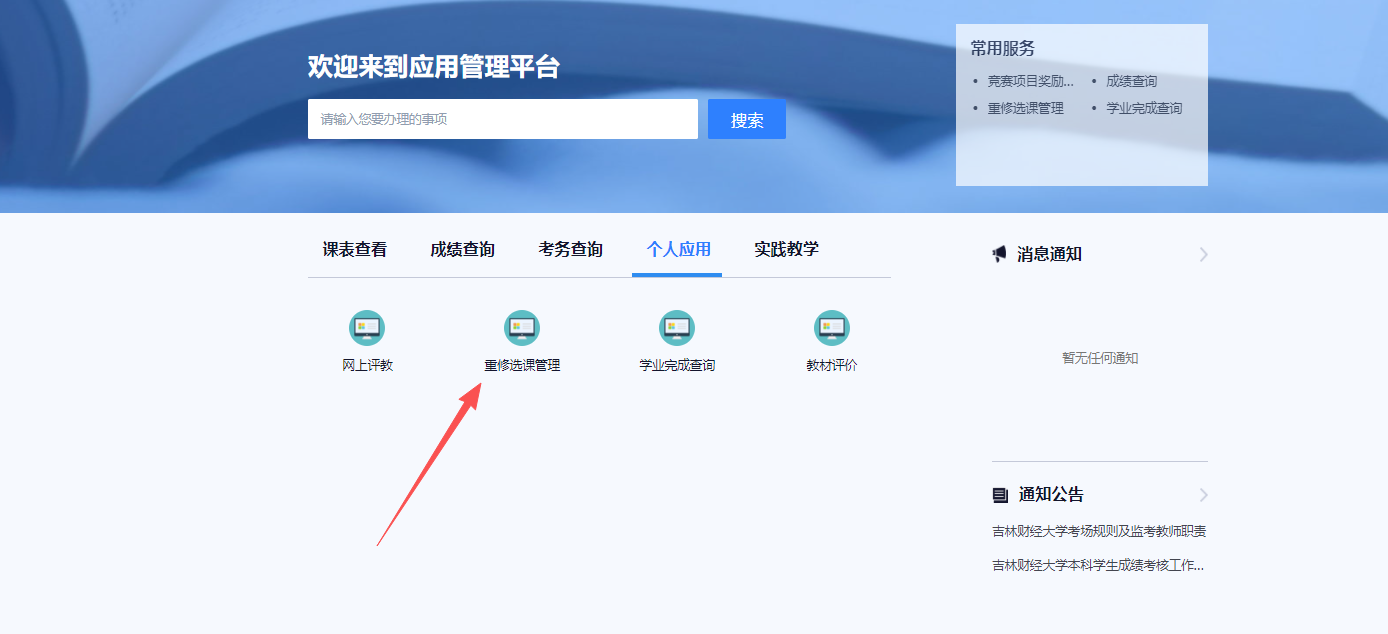 欢迎来到应用管理平台
请输入您要办理的事项
搜索
常用服务
竞赛项目奖励...
成绩查询
重修选课管理
学业完成查询
课表查看
成绩查询
考务查询
个人应用
实践教学
网上评教
重修选课管理
学业完成查询
教材评价
消息通知
暂无任何通知
通知公告
吉林财经大学考场规则及监考教师职责
吉林财经大学本科学生成绩考核工作...